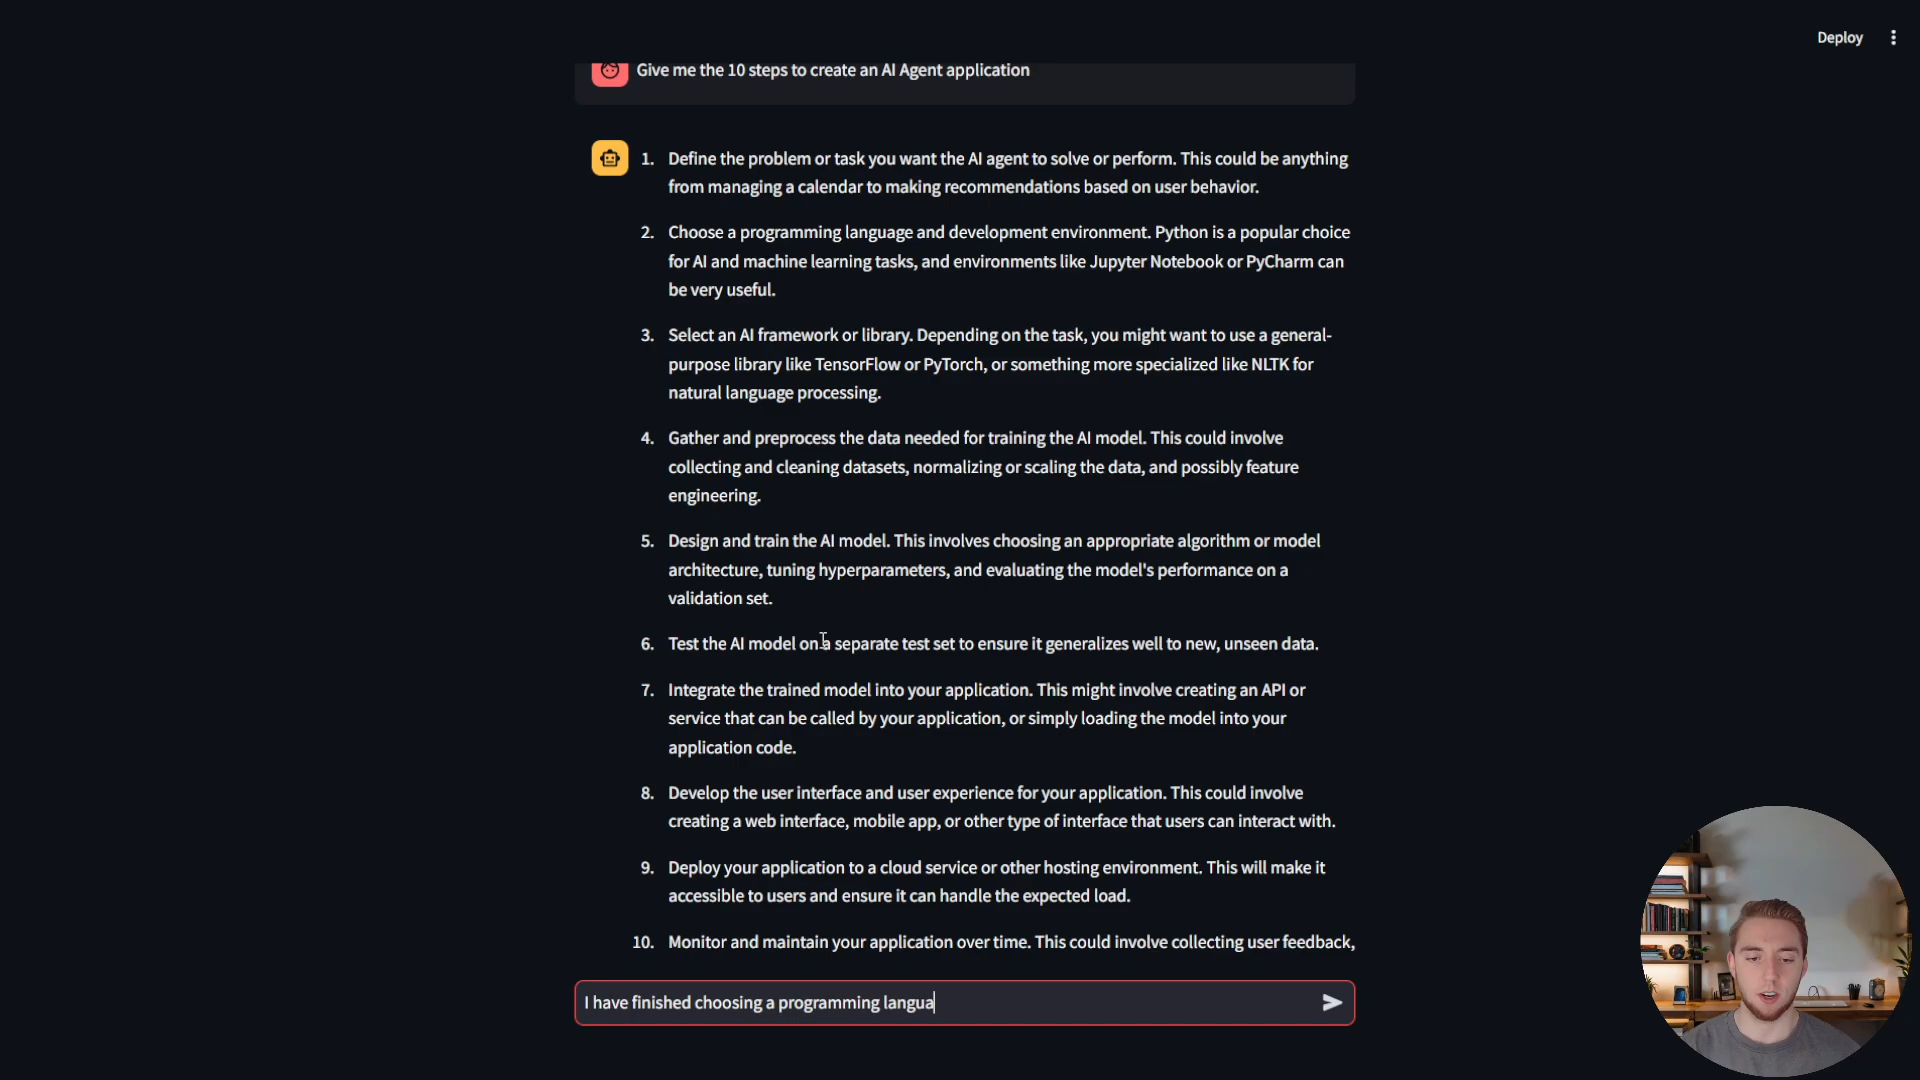 Deploy
Give me the 10 steps to create an AI Agent application
1. Define the problem or task you want the AI agent to solve or perform. This could be anything
from managing a calendar to making recommendations based on user behavior.
2. Choose a programming language and development environment. Python is a popular choice
for AI and machine learning tasks, and environments like Jupyter Notebook or PyCharm can
be very useful.
3. Select an AI framework or library. Depending on the task, you might want to use a general-
purpose library like TensorFlow or PyTorch, or something more specialized like NLTK for
natural language processing.
4. Gather and preprocess the data needed for training the AI model. This could involve
collecting and cleaning datasets, normalizing or scaling the data, and possibly feature
engineering.
5. Design and train the AI model. This involves choosing an appropriate algorithm or model
architecture, tuning hyperparameters, and evaluating the model's performance on a
validation set.
6. Test the AI model on a separate test set to ensure it generalizes well to new, unseen data.
7. Integrate the trained model into your application. This might involve creating an API or
service that can be called by your application, or simply loading the model into your
application code.
8. Develop the user interface and user experience for your application. This could involve
creating a web interface, mobile app, or other type of interface that users can interact with.
9. Deploy your application to a cloud service or other hosting environment. This will make it
accessible to users and ensure it can handle the expected load.
10. Monitor and maintain your application over time. This could involve collecting user feedback,
I have finished choosing a programming langua